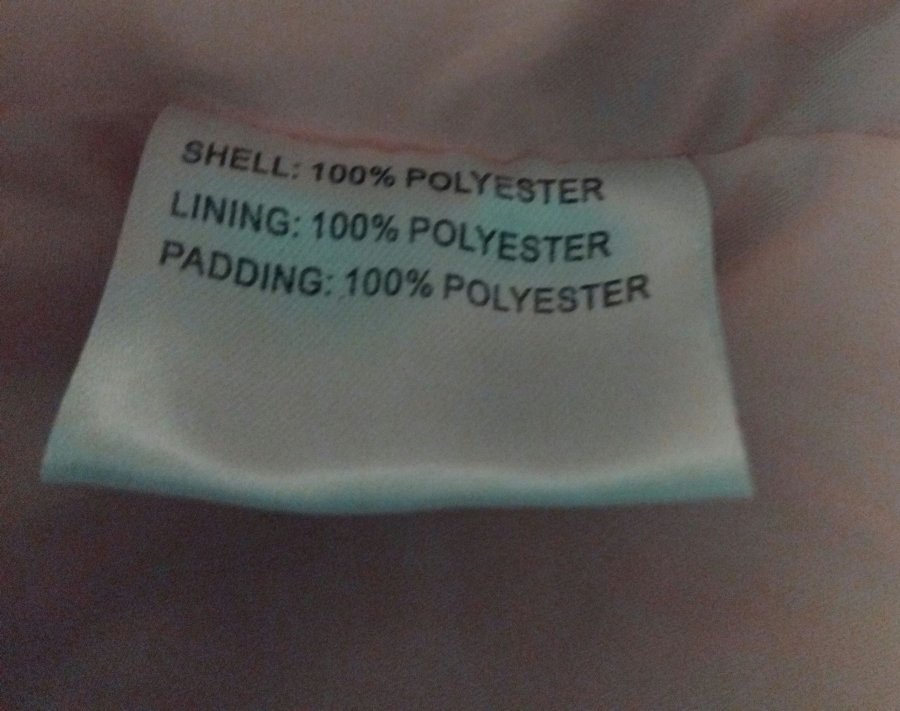 SHELL: 100% POLYESTER
LINING: 100% POLYESTER
PADDING: 100% POLYESTER